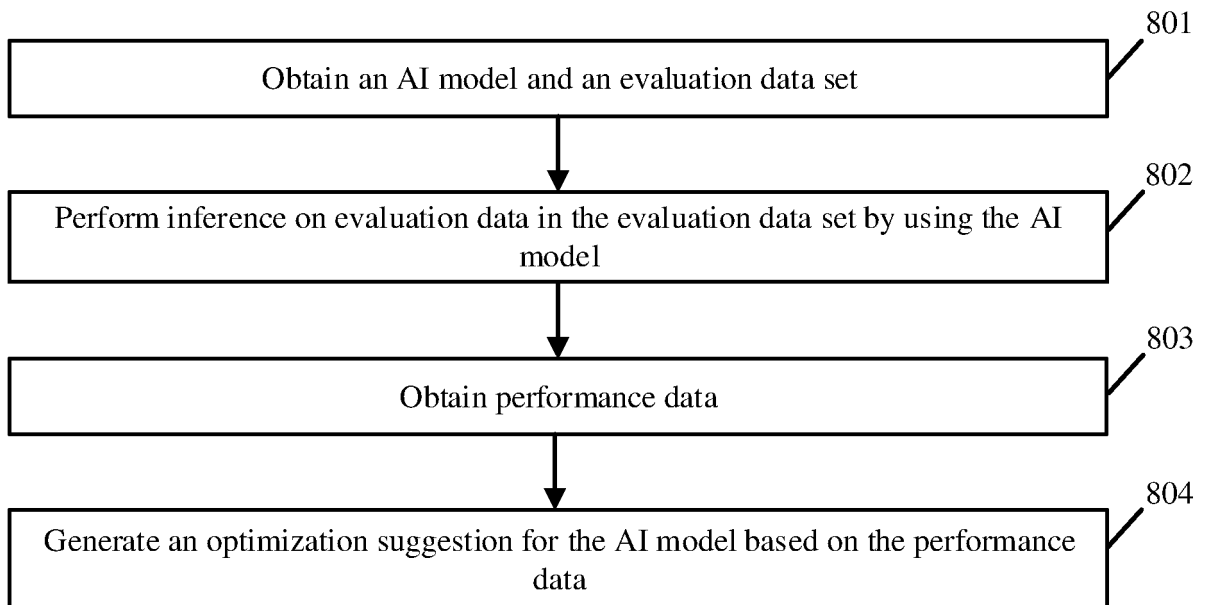 801
Obtain an AI model and an evaluation data set
802
Perform inference on evaluation data in the evaluation data set by using the AI
model
803
Obtain performance data
804
Generate an optimization suggestion for the AI model based on the performance
data